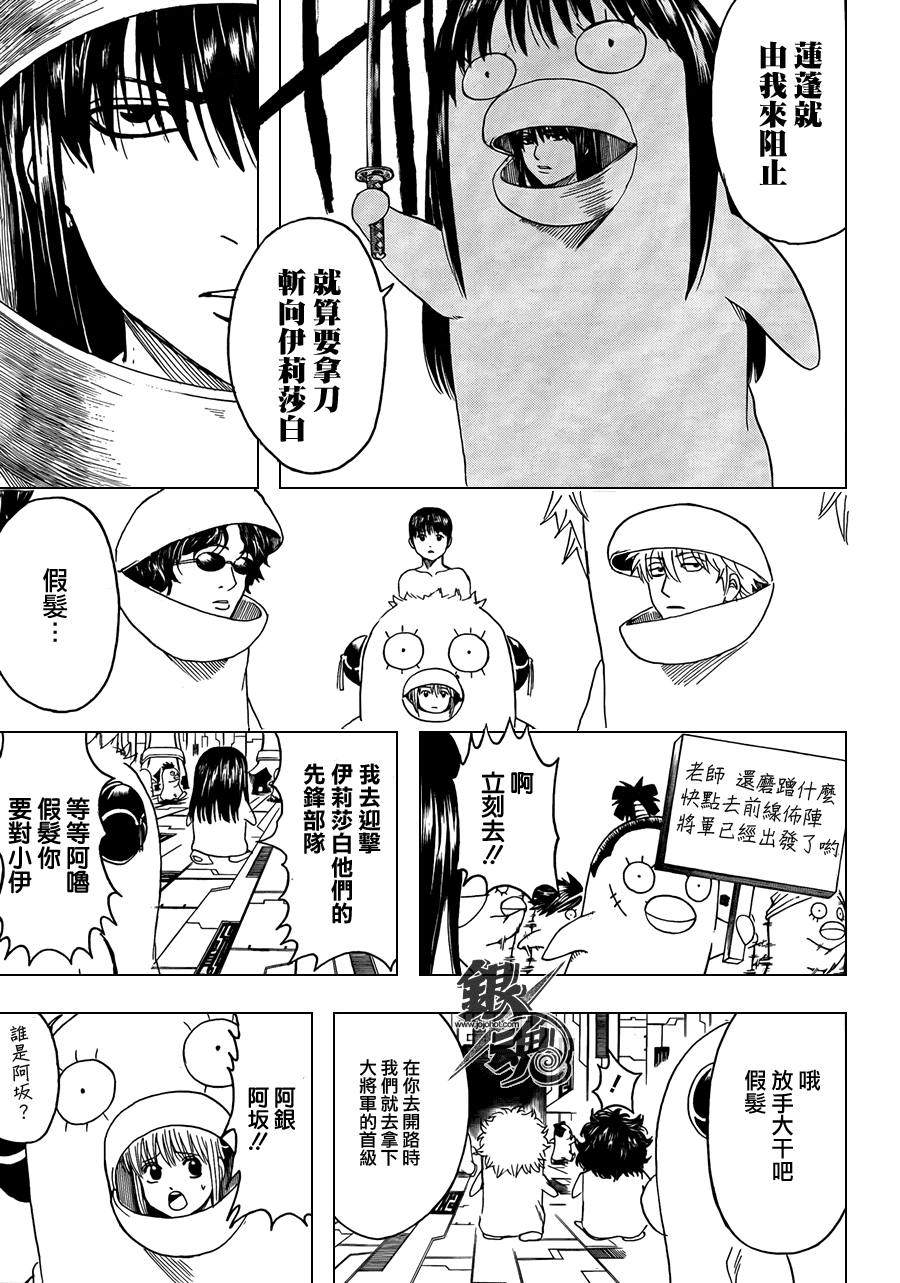 蓮蓬就
由我來阻止
就算要拿刀
斬向伊莉莎白
假髮…
老師 還磨蹭什麼
快點去前線佈陣
將軍已經出發了喲
啊
立刻去!!
我去迎擊
伊莉莎白他們的
先鋒部隊
等等阿嚕
假髮你
要對小伊
哦
放手大干吧
假髮
!!
在你去開路時
我們就去拿下
大將軍的首級
銀魂
www.jojohot.com
阿銀
阿坂!!
誰是阿坂?